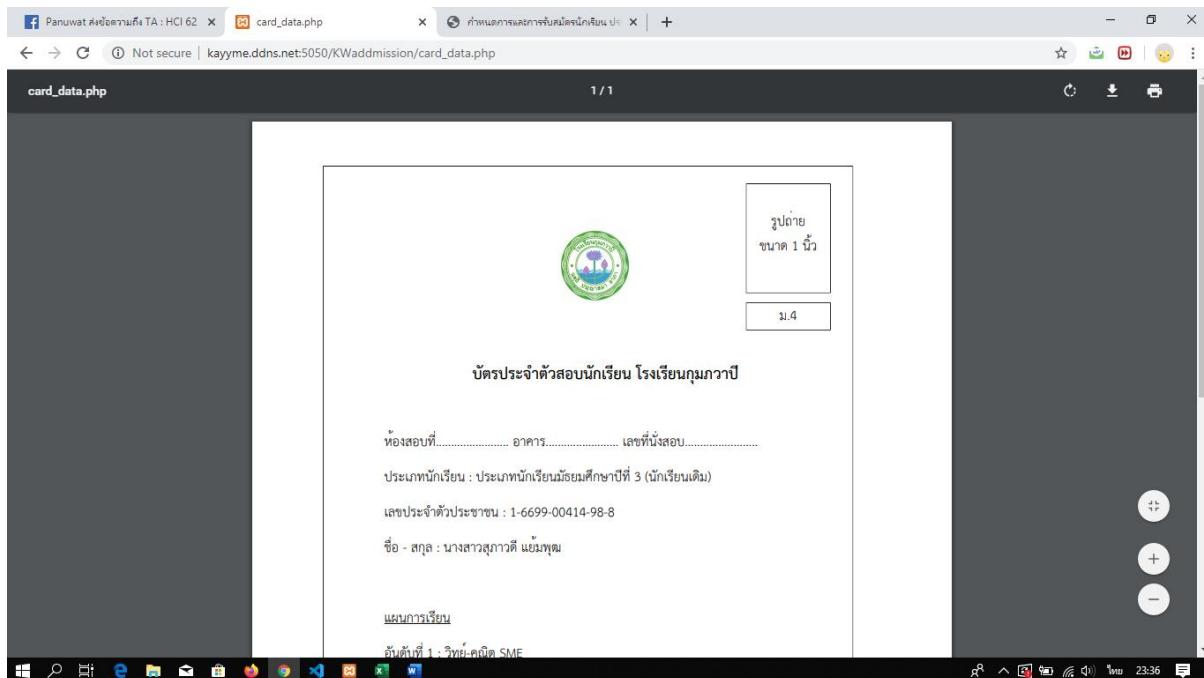 Panuwat ส่งข้อความถึง TA : HCI 62
card_data.php
กำหนดการและการรับสมัครนักเรียน ปร
Not secure | kayyme.ddns.net:5050/KWaddmission/card_data.php
card_data.php
1 / 1
รูปถ่าย
ขนาด 1 นิ้ว
ม.4
บัตรประจำตัวสอบนักเรียน โรงเรียนกุมภวาปี
ห้องสอบที่........................ อาคาร........................ เลขที่นั่งสอบ........................
ประเภทนักเรียน : ประเภทนักเรียนมัธยมศึกษาปีที่ 3 (นักเรียนเดิม)
เลขประจำตัวประชาชน : 1-6699-00414-98-8
ชื่อ - สกุล : นางสาวสุภาวดี แย้มพุฒ
แผนการเรียน
อันดับที่ 1 : วิทย์-คณิต SME
ไทย
23:36